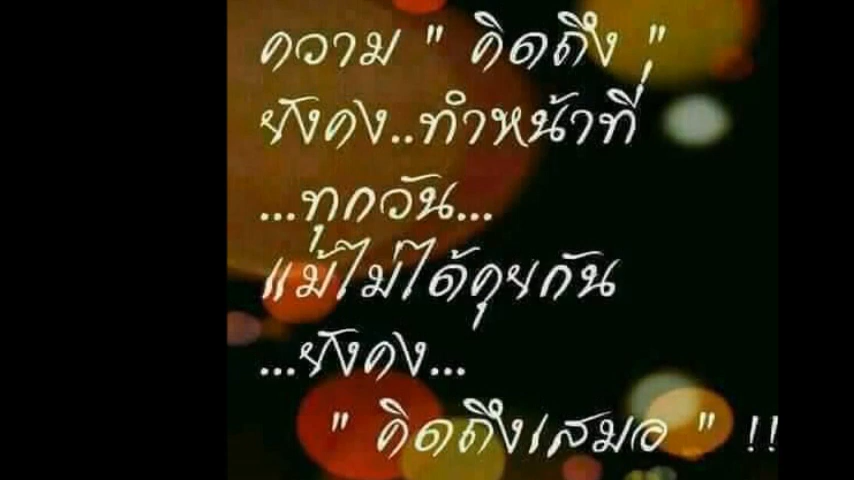 ความ " คิดถึง "
ยังคง..ทำหน้าที่
...ทุกวัน...
แม้ไม่ได้คุยกัน
...ยังคง...
" คิดถึงเสมอ " !!